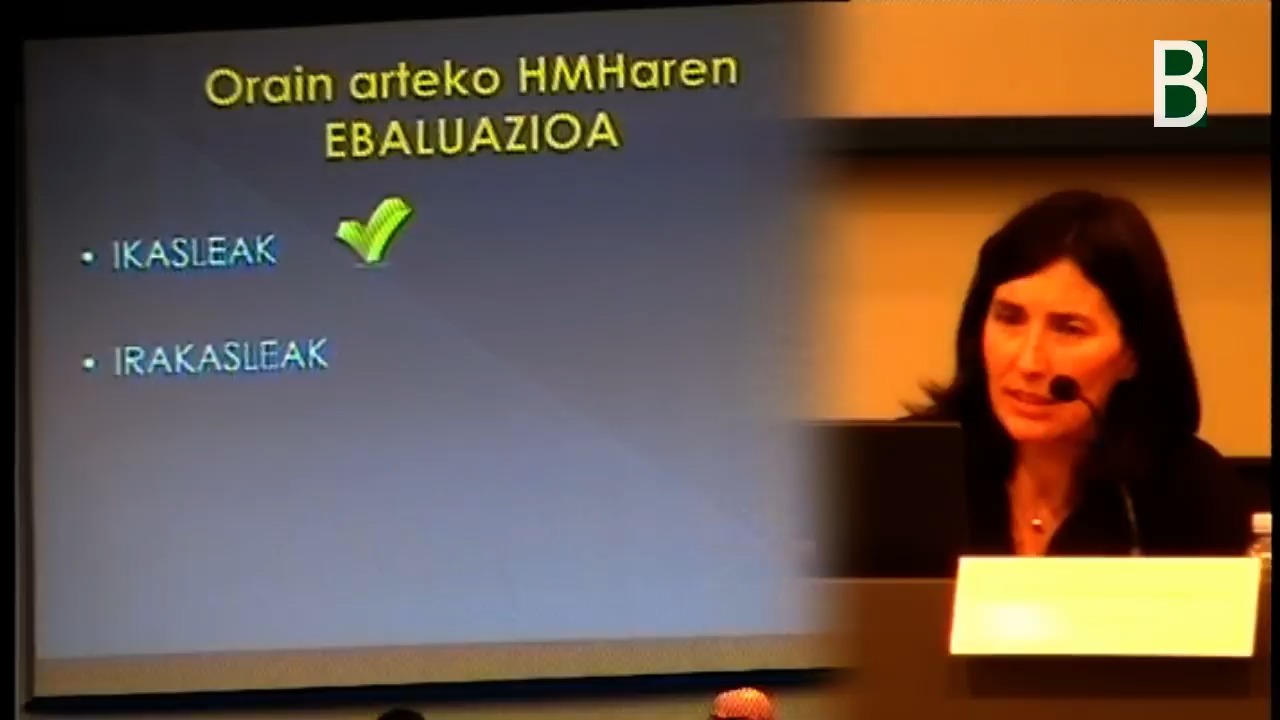 Orain arteko HMHaren
EBALUAZIOA
• IKASLEAK
• IRAKASLEAK
B